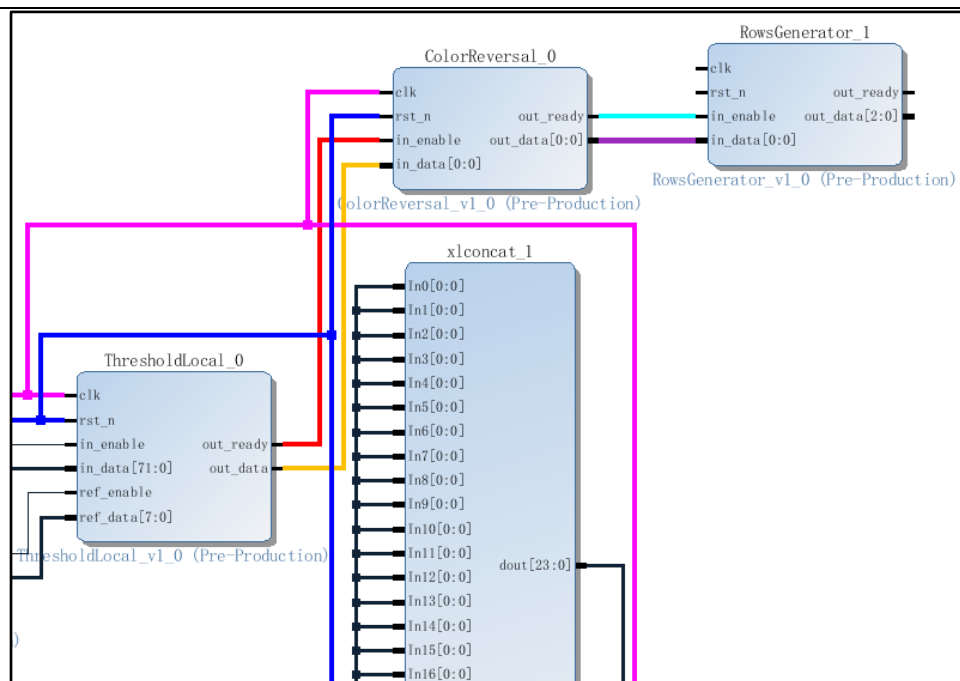 RowsGenerator_1
clk
rst_n
in_enable
in_data[0:0]
out_ready
out_data[2:0]
RowsGenerator_v1_0 (Pre-Production)
ColorReversal_0
clk
rst_n
in_enable
in_data[0:0]
out_ready
out_data[0:0]
ColorReversal_v1_0 (Pre-Production)
xlconcat_1
In0[0:0]
In1[0:0]
In2[0:0]
In3[0:0]
In4[0:0]
In5[0:0]
In6[0:0]
In7[0:0]
In8[0:0]
In9[0:0]
In10[0:0]
In11[0:0]
In12[0:0]
In13[0:0]
In14[0:0]
In15[0:0]
In16[0:0]
dout[23:0]
ThresholdLocal_0
clk
rst_n
in_enable
in_data[71:0]
ref_enable
ref_data[7:0]
out_ready
out_data
ThresholdLocal_v1_0 (Pre-Production)
)